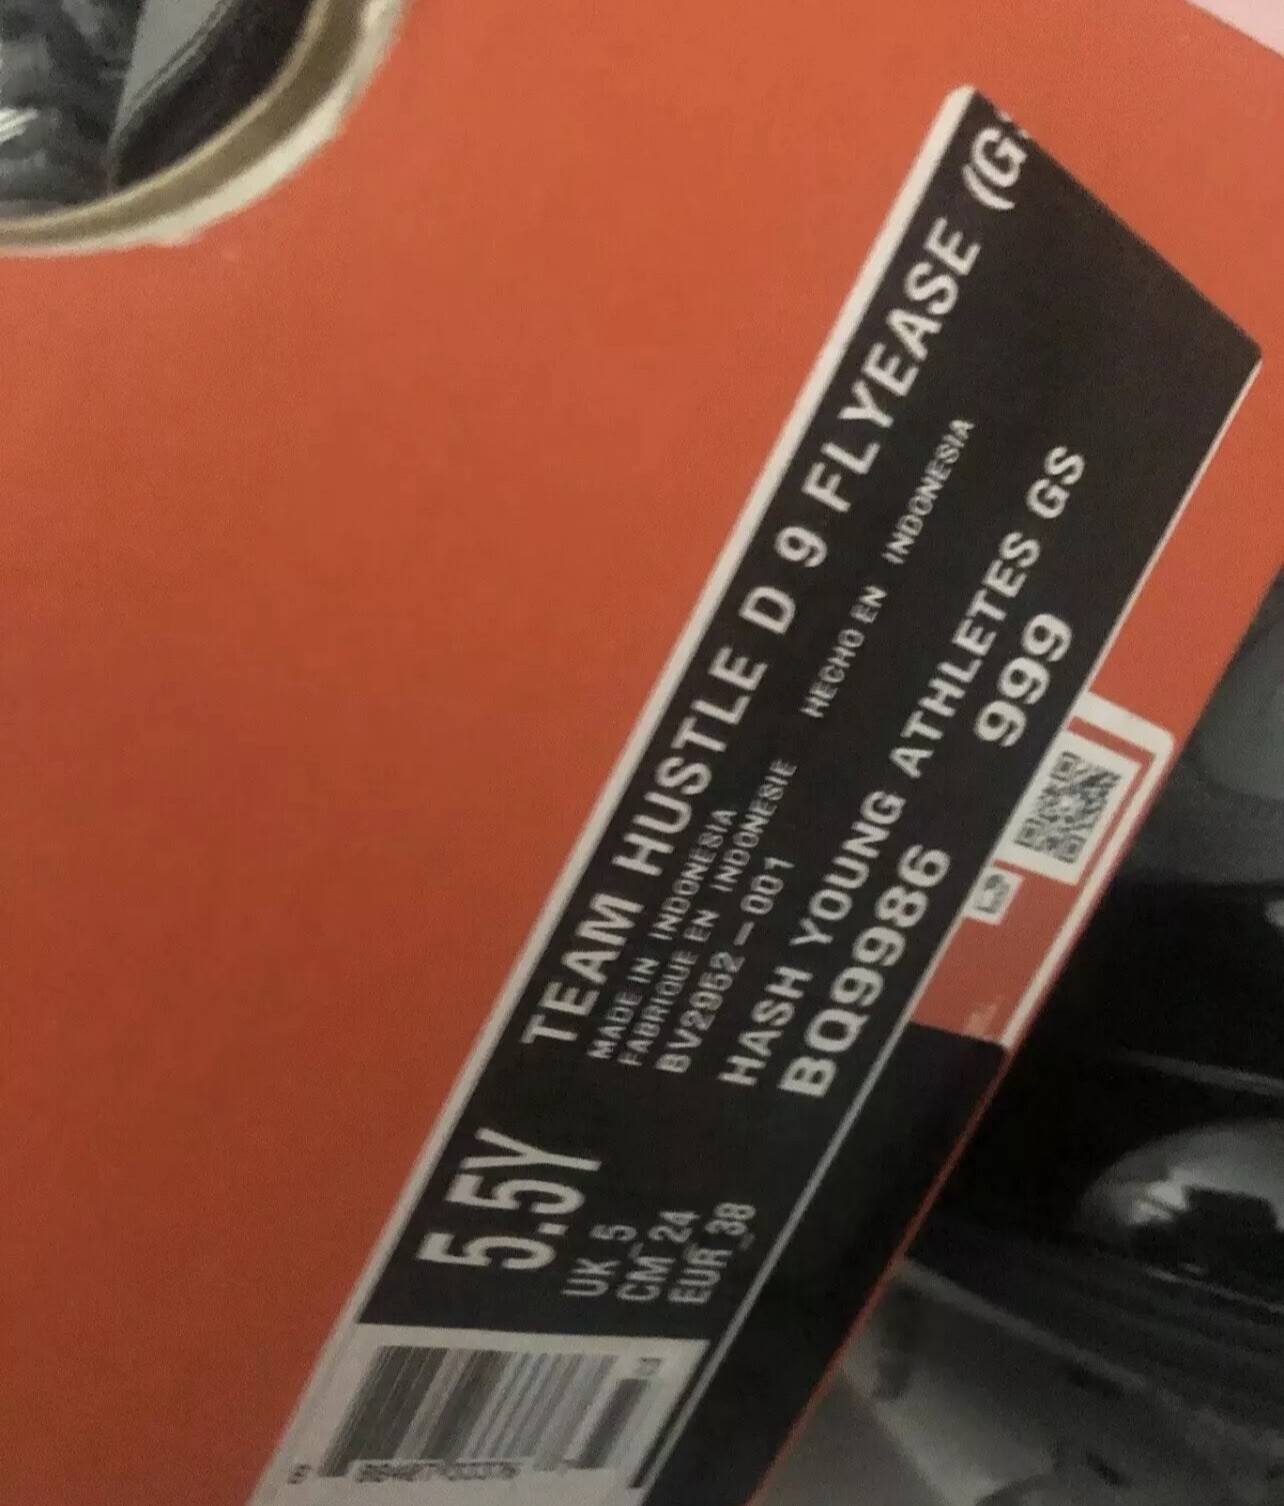 TEAM HUSTLE D 9 FLYEASE (G
MADE IN INDONESIA
FABRIQUE EN INDONESIE HECHO EN INDONESIA
BV2952-001
HASH YOUNG ATHLETES GS
BQ9986 999
5.5Y
UK 5
CM 24
EUR 38